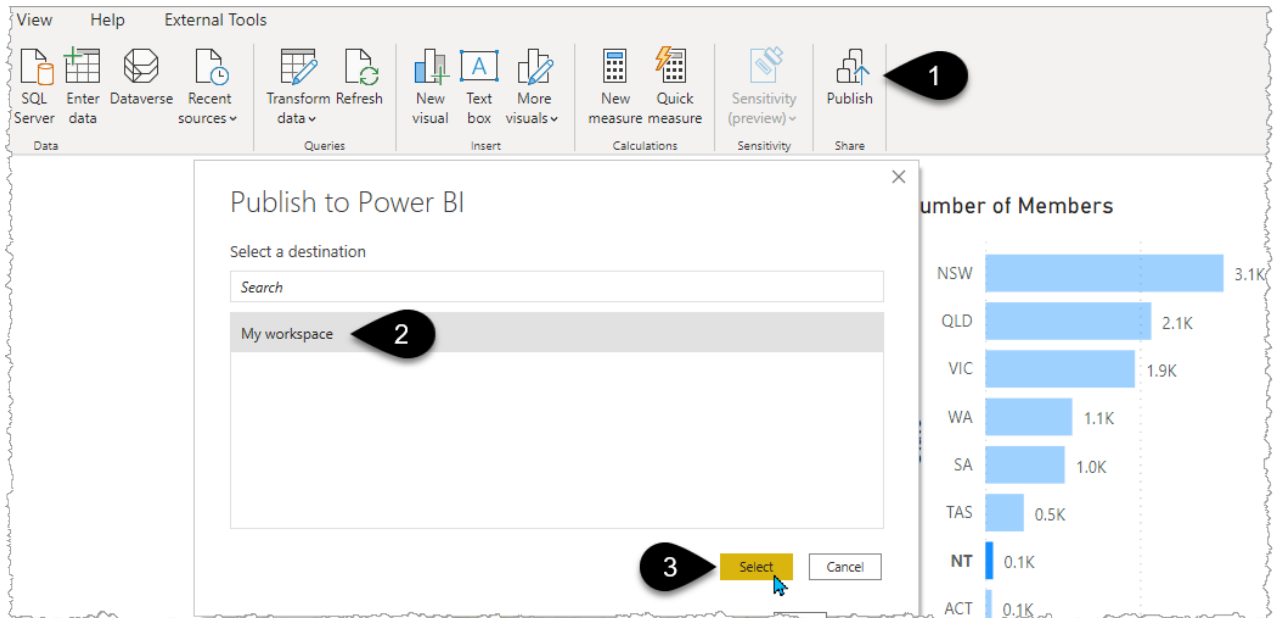 View Help External Tools
SQL Enter Dataverse Recent Transform Refresh New Text More New Quick Sensitivity Publish
Server data sources data visual box visuals measure measure (preview)
Data Queries Insert Calculations Sensitivity Share
1
Publish to Power BI
Select a destination
Search
My workspace
2
3
Select Cancel
umber of Members
NSW 3.1K
QLD 2.1K
VIC 1.9K
WA 1.1K
SA 1.0K
TAS 0.5K
NT 0.1K
ACT 0.1K